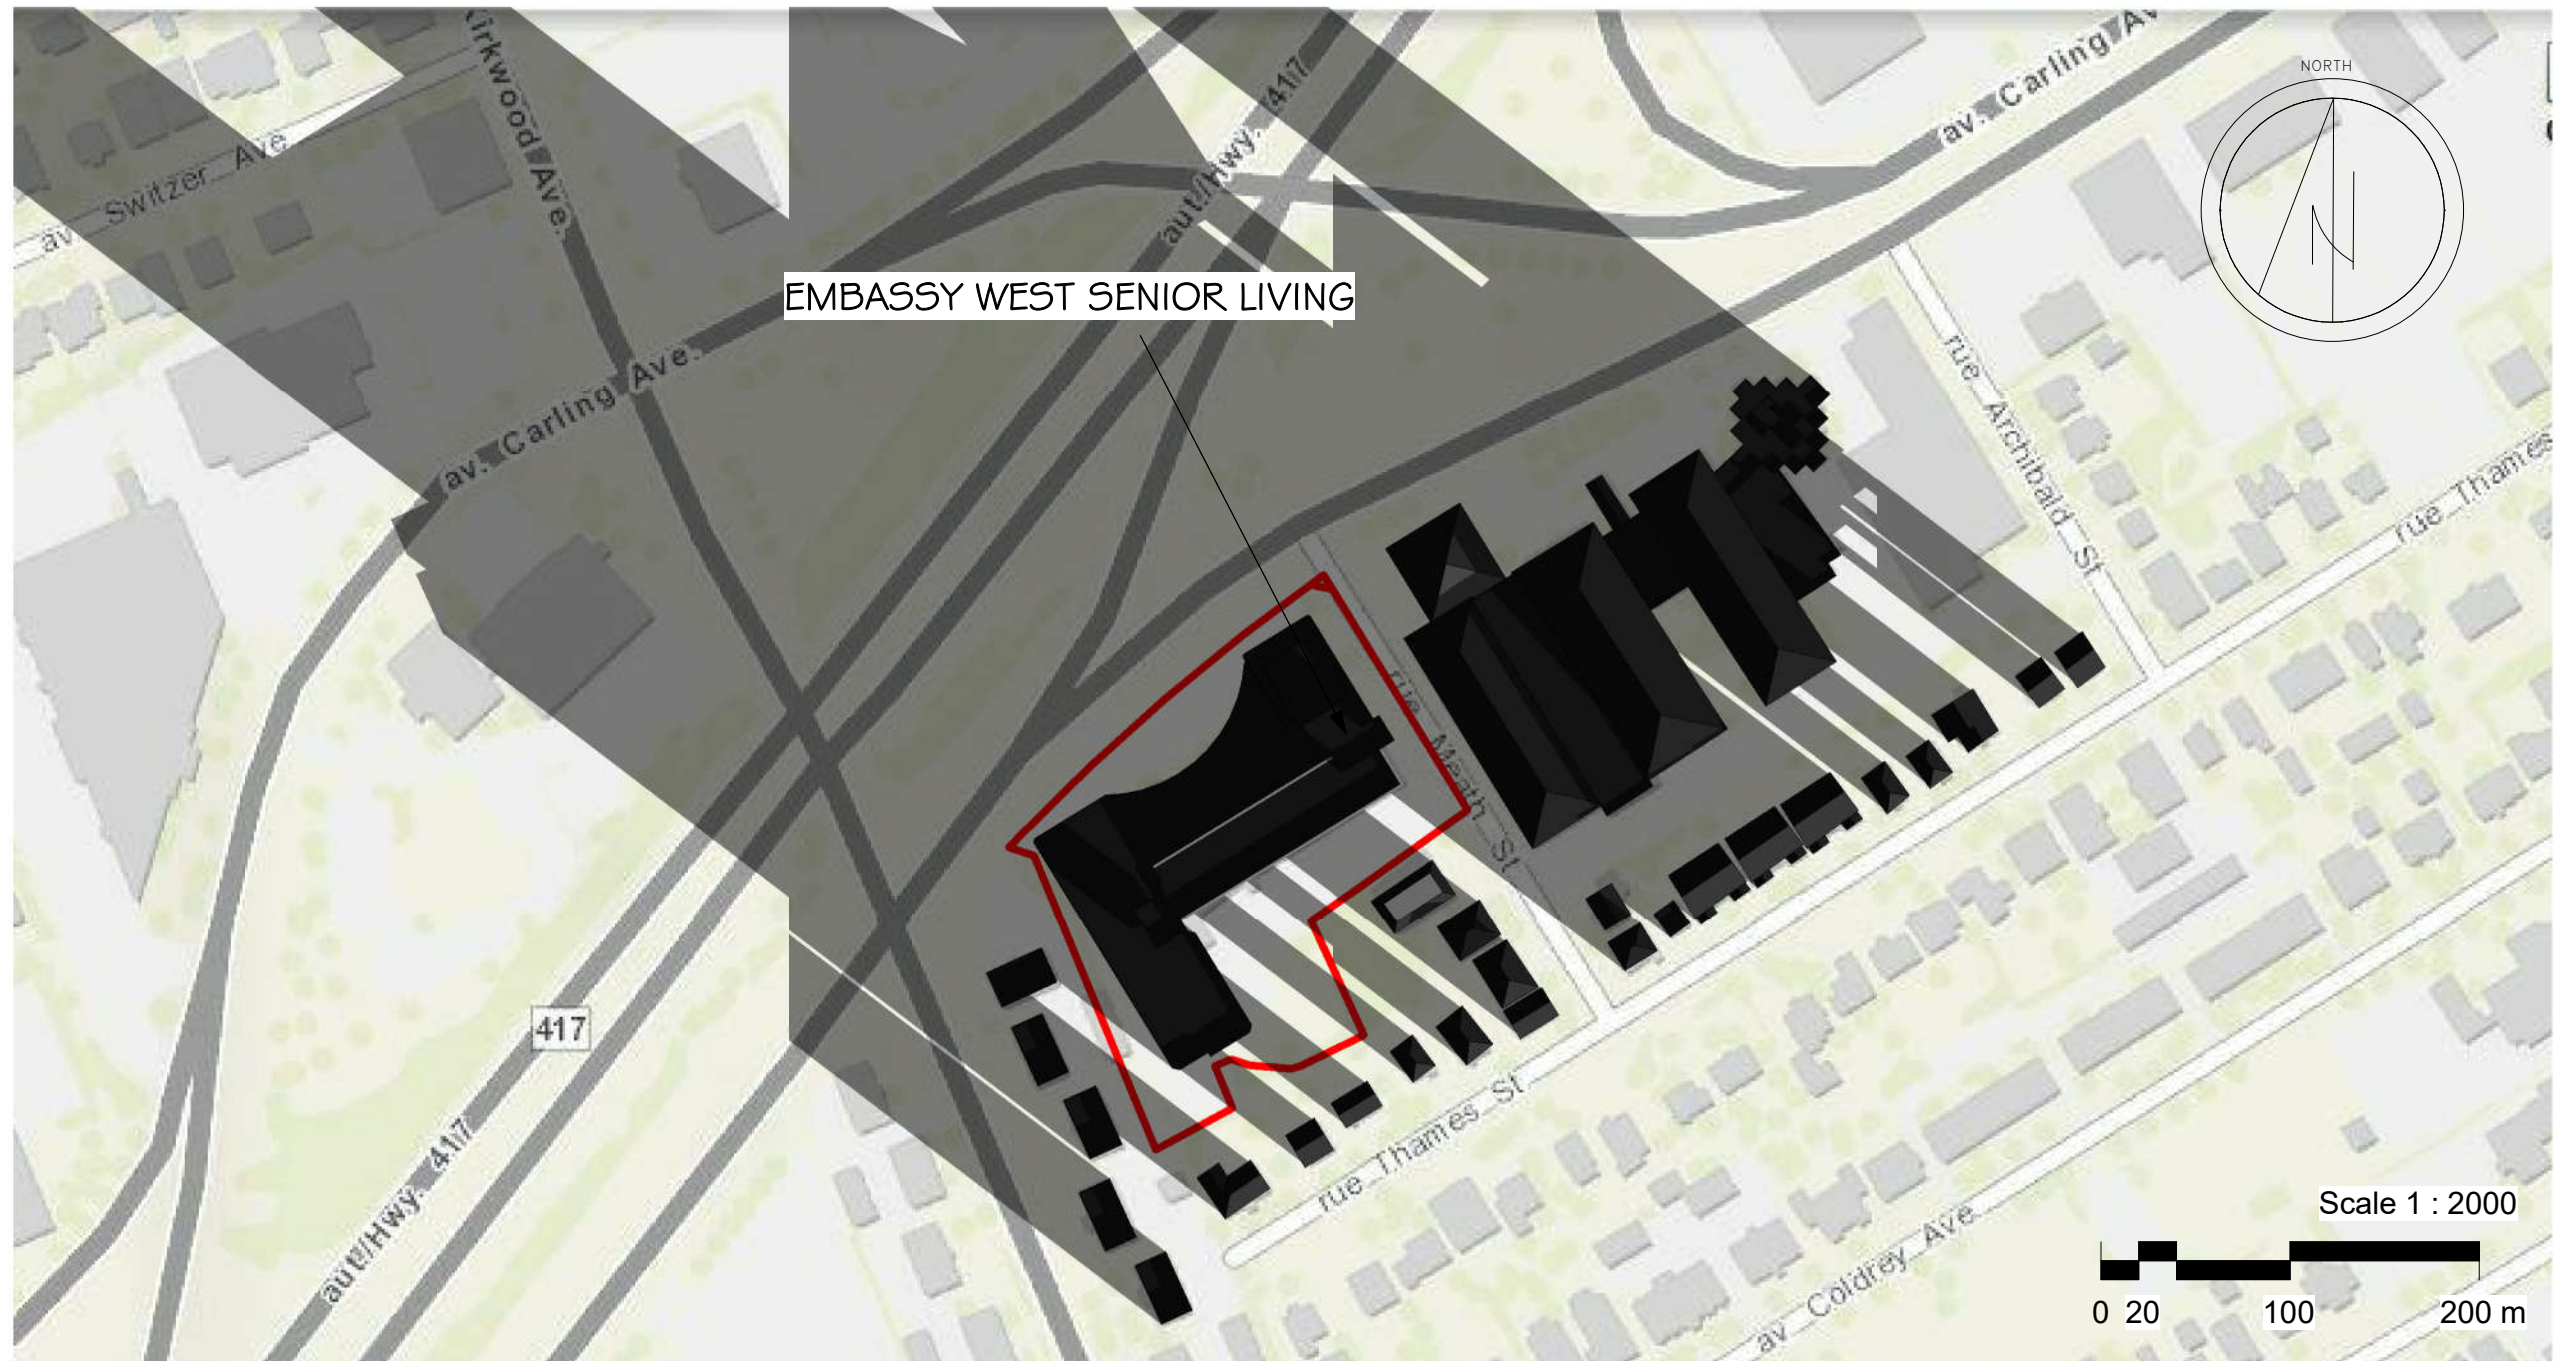 Kirkwood Ave.
av. Carling Av
aut/Hwy. 417
NORTH
N
av Switzer Ave
EMBASSY WEST SENIOR LIVING
av. Carling Ave.
rue Archibald St
rue Thames
rue Meath St
417
aut/Hwy. 417
rue Thames St
av Coldrey Ave
Scale 1 : 2000
0 20 100 200 m